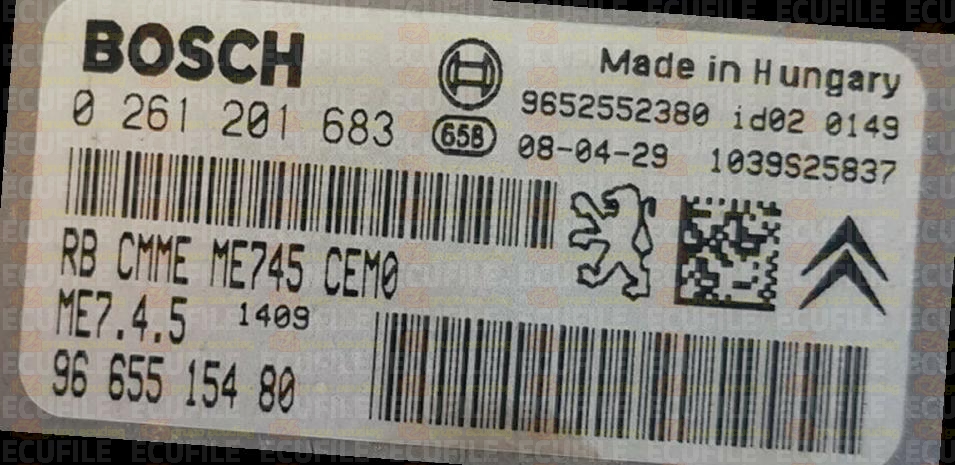 BOSCH
0 261 201 683
658
Made in Hungary
9652552380 id02 0149
08-04-29 1039S25837
RB CMME ME745 CEM0
ME7.4.5 1409
96 655 154 80
ECUFILE